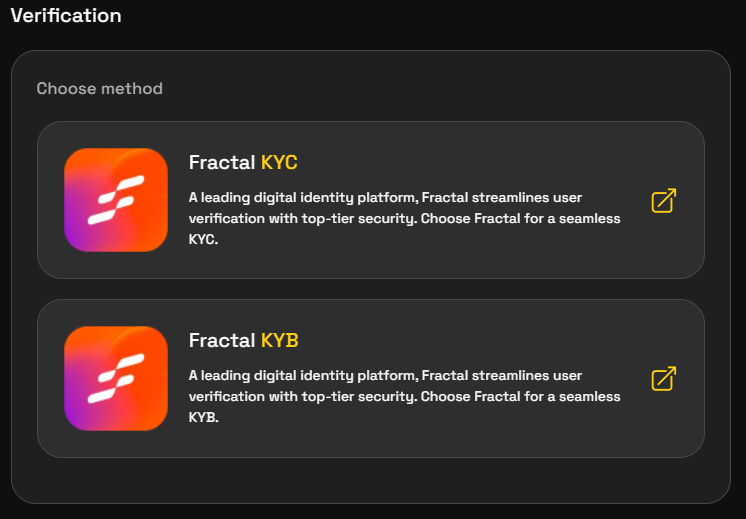 Verification
Choose method
Fractal KYC
A leading digital identity platform, Fractal streamlines user
verification with top-tier security. Choose Fractal for a seamless
KYC.
Fractal KYB
A leading digital identity platform, Fractal streamlines user
verification with top-tier security. Choose Fractal for a seamless
KYB.